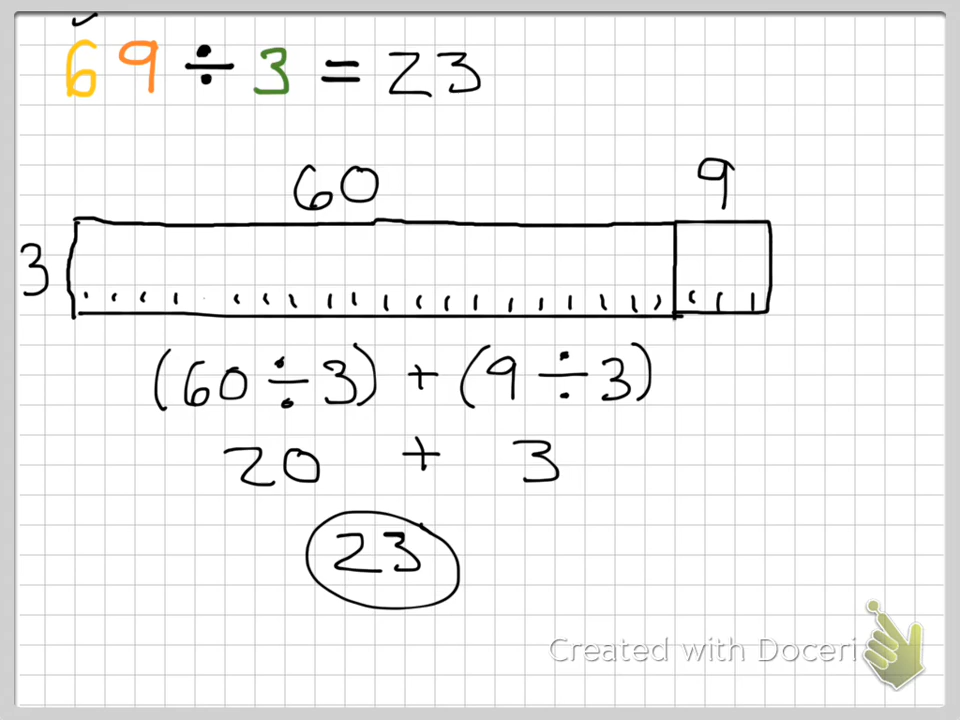 69 ÷ 3 = 23
60 9
3
(60 ÷ 3) + (9 ÷ 3)
20 + 3
23
Created with Doceri